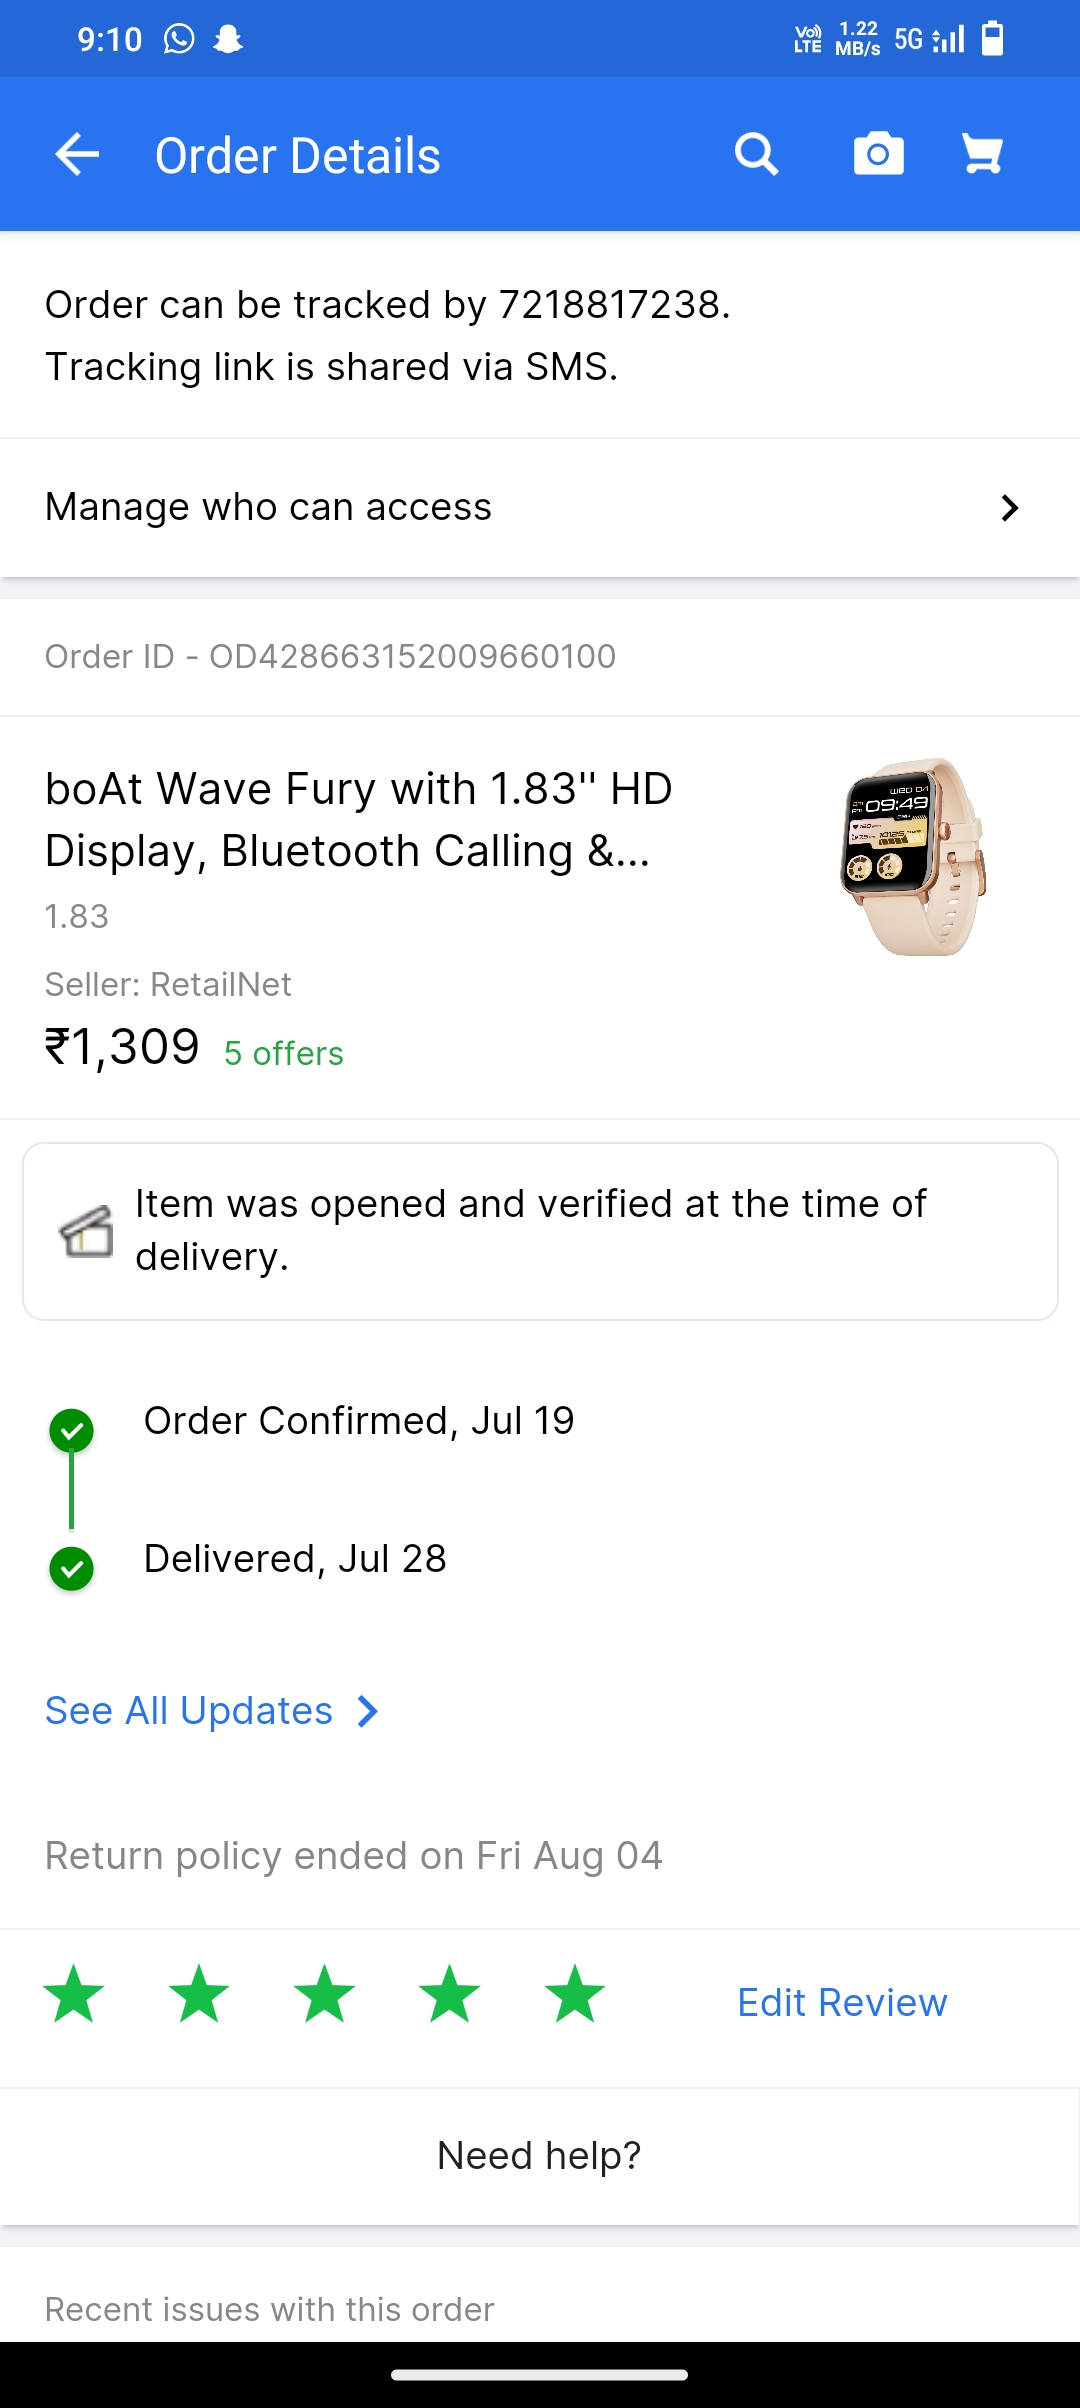 9:10
Vo)) LTE 1.22 MB/s 5G
Order Details
Order can be tracked by 7218817238.
Tracking link is shared via SMS.
Manage who can access
Order ID - OD428663152009660100
boAt Wave Fury with 1.83" HD
Display, Bluetooth Calling &...
WED 04
09:49
1.83
Seller: RetailNet
₹1,309 5 offers
Item was opened and verified at the time of
delivery.
Order Confirmed, Jul 19
Delivered, Jul 28
See All Updates
Return policy ended on Fri Aug 04
Edit Review
Need help?
Recent issues with this order